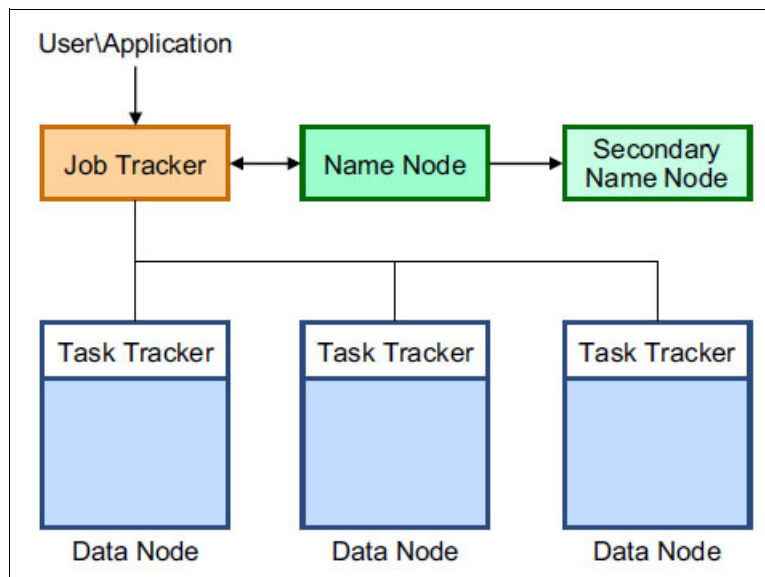 User\Application
Job Tracker
Name Node
Secondary
Name Node
Task Tracker
Task Tracker
Task Tracker
Data Node
Data Node
Data Node